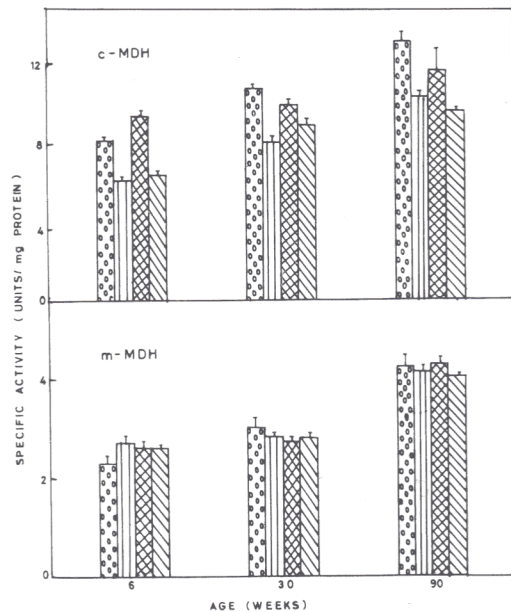 c-MDH
12
8
4
0
m-MDH
4
2
0
6
30
90
AGE (WEEKS)
SPECIFIC ACTIVITY (UNITS/mg PROTEIN)